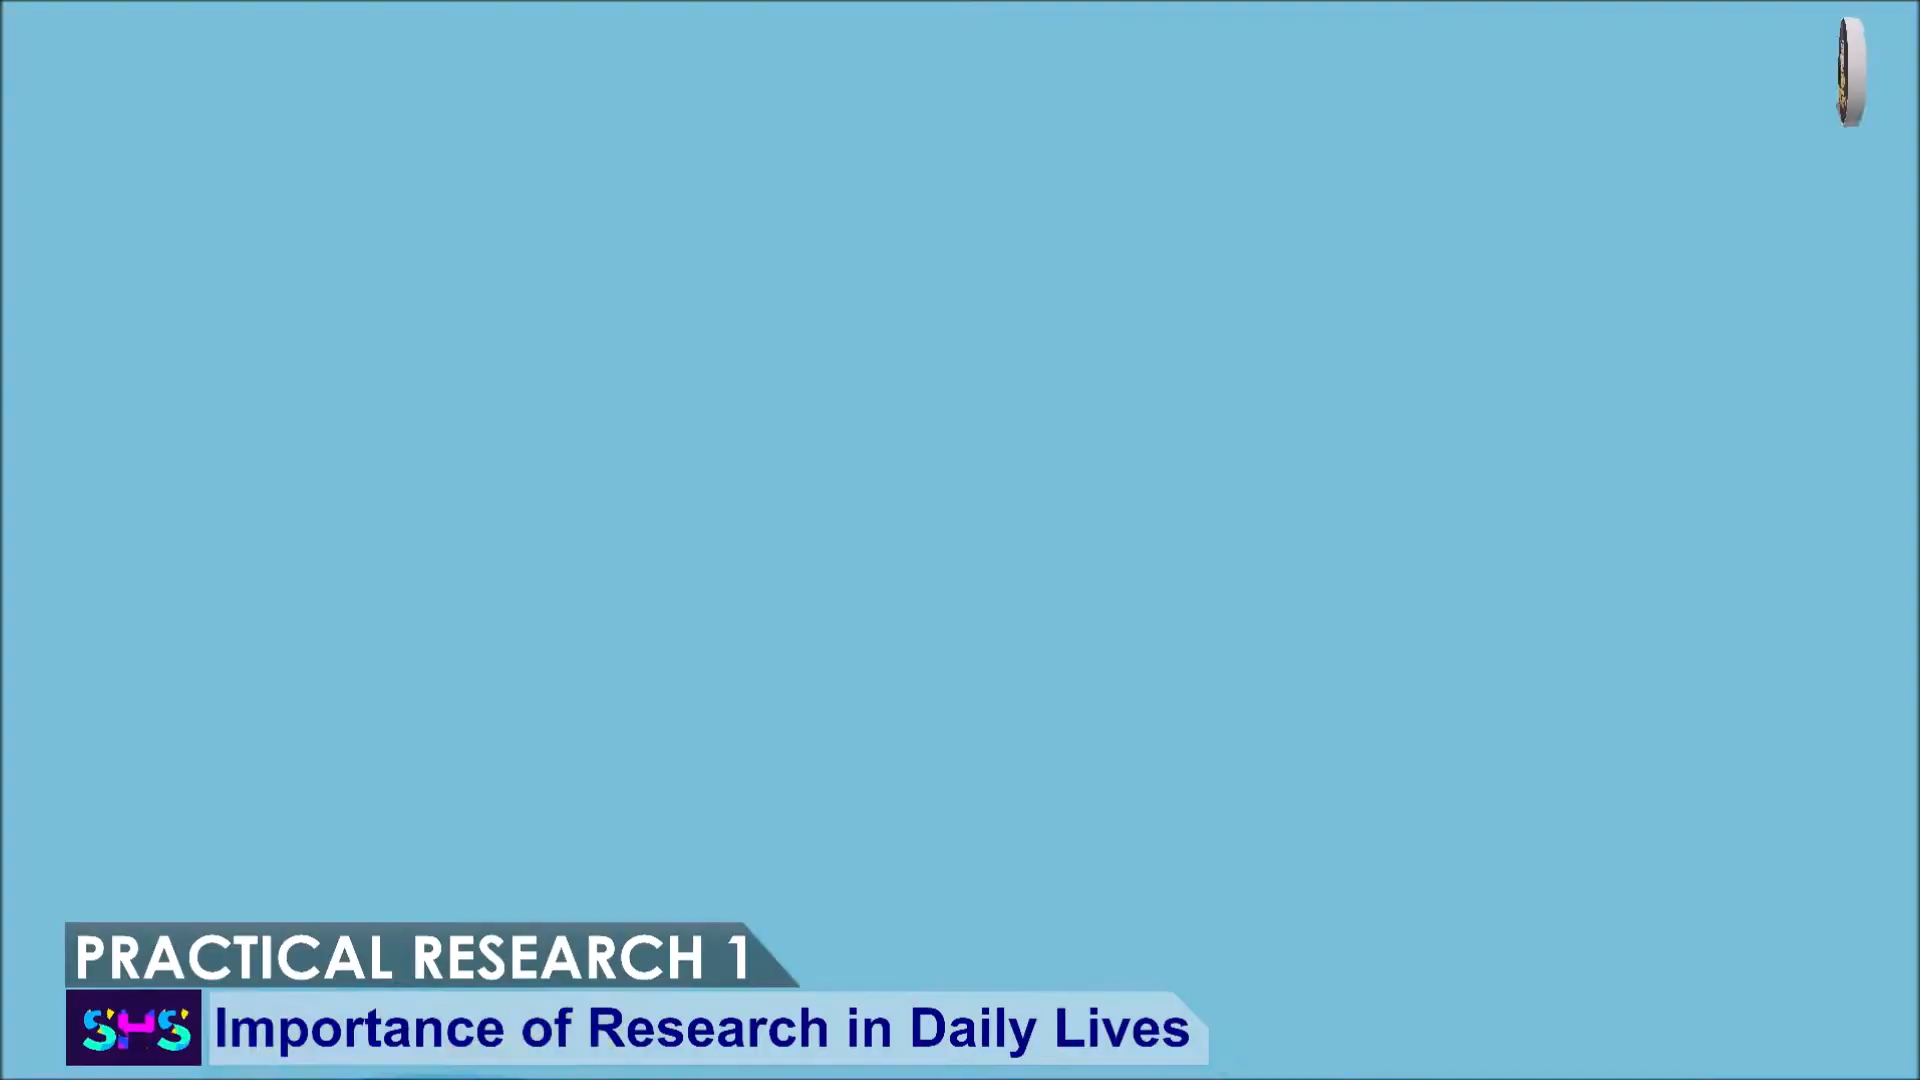 PRACTICAL RESEARCH 1
SHS
Importance of Research in Daily Lives